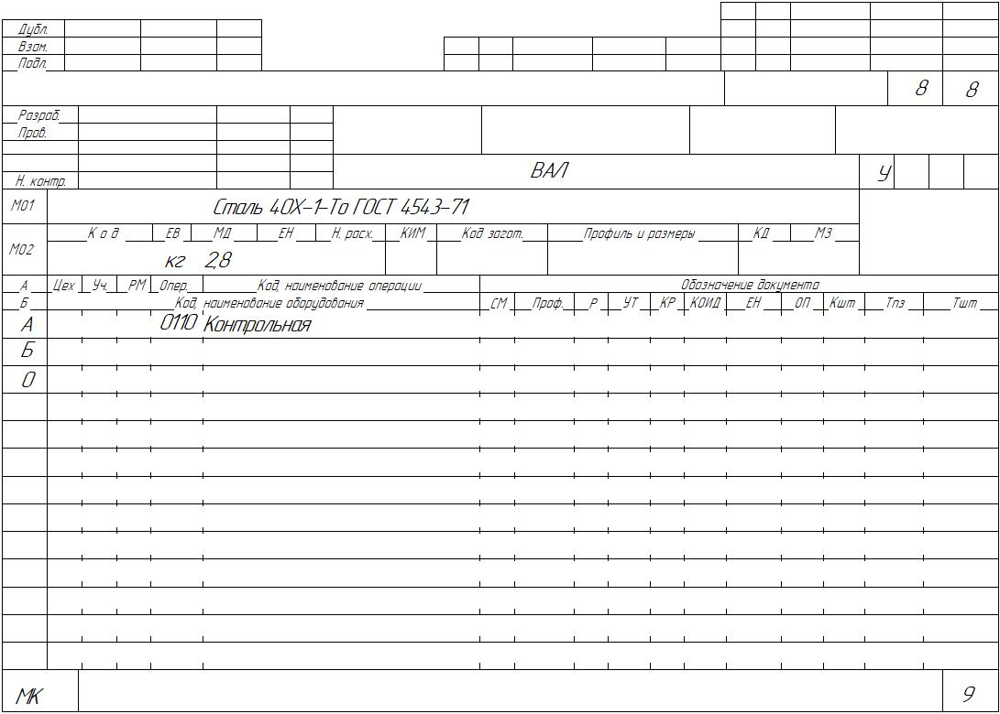 Дубл.
Взам.
Подл.
8 8
Разраб.
Пров.
Н. контр.
ВАЛ У
М01 Сталь 40Х-1-То ГОСТ 4543-71
М02 Код ЕВ МД ЕН Н. расх. КИМ Код загот. Профиль и размеры КД МЗ
кг 2,8
А Цех Уч. РМ Опер. Код, наименование операции Обозначение документа
Б Код, наименование оборудования СМ Проф. Р УТ КР КОИД ЕН ОП Кшт Тпз Тшт
А 0110 Контрольная
Б
О
МК 9